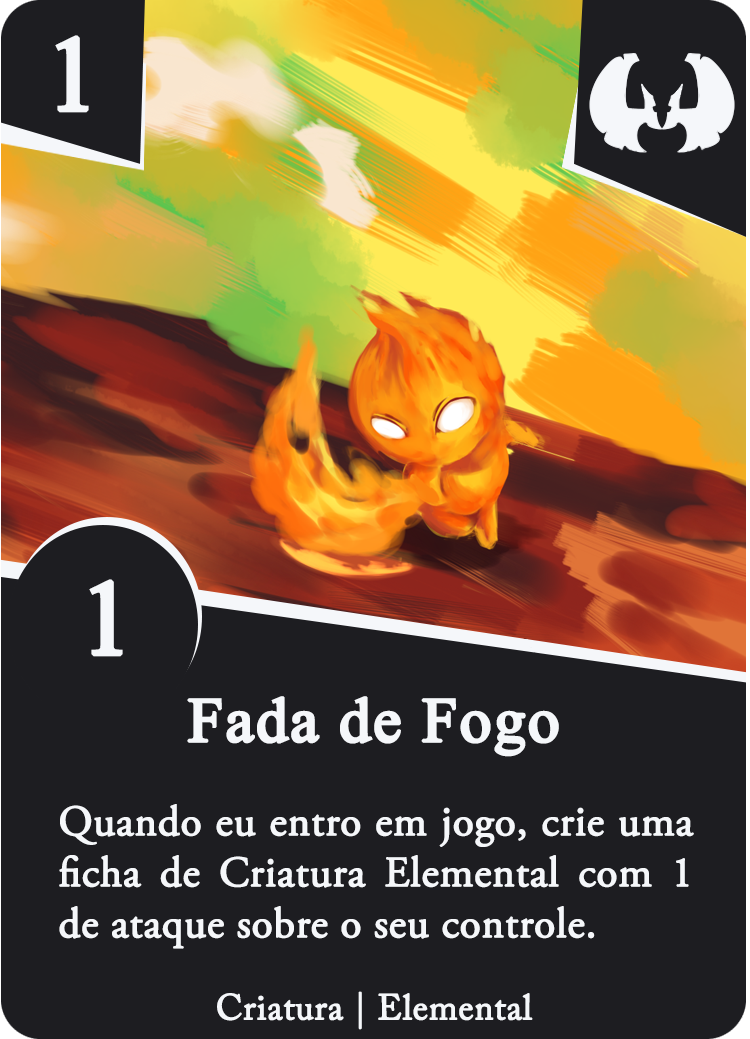 1
1
Fada de Fogo
Quando eu entro em jogo, crie uma
ficha de Criatura Elemental com 1
de ataque sobre o seu controle.
Criatura | Elemental